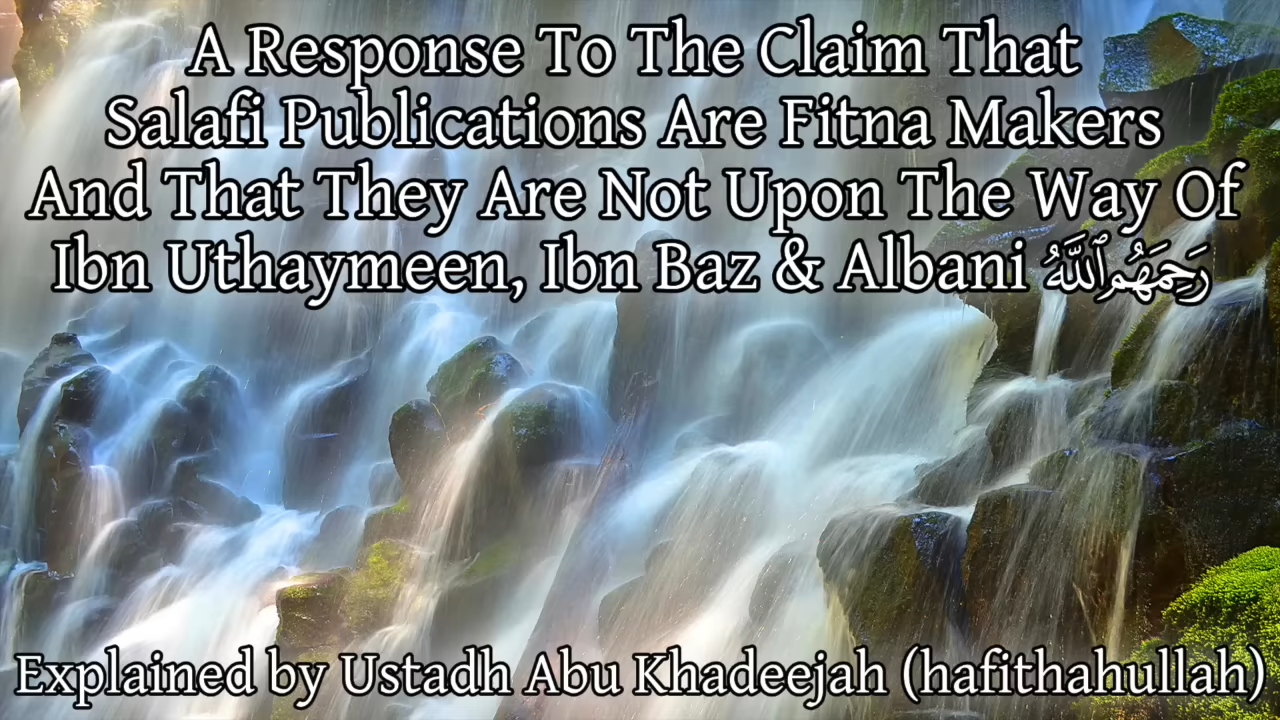 A Response To The Claim That
Salafi Publications Are Fitna Makers
And That They Are Not Upon The Way Of
Ibn Uthaymeen, Ibn Baz & Albani رَحِمَهُمُ ٱللَّٰهُ
Explained by Ustadh Abu Khadeejah (hafithahullah)